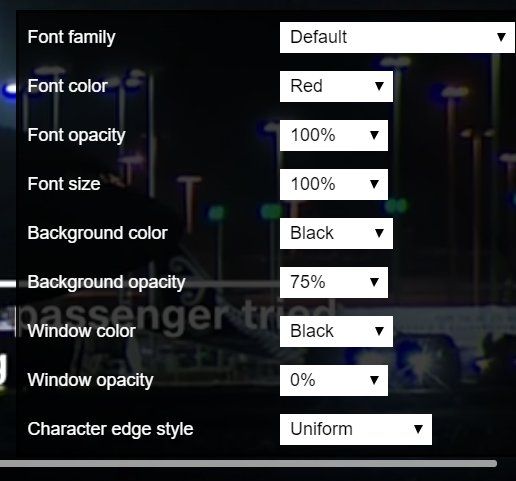 Font family Default
Font color Red
Font opacity 100%
Font size 100%
Background color Black
Background opacity 75%
passenger tried
Window color Black
Window opacity 0%
Character edge style Uniform